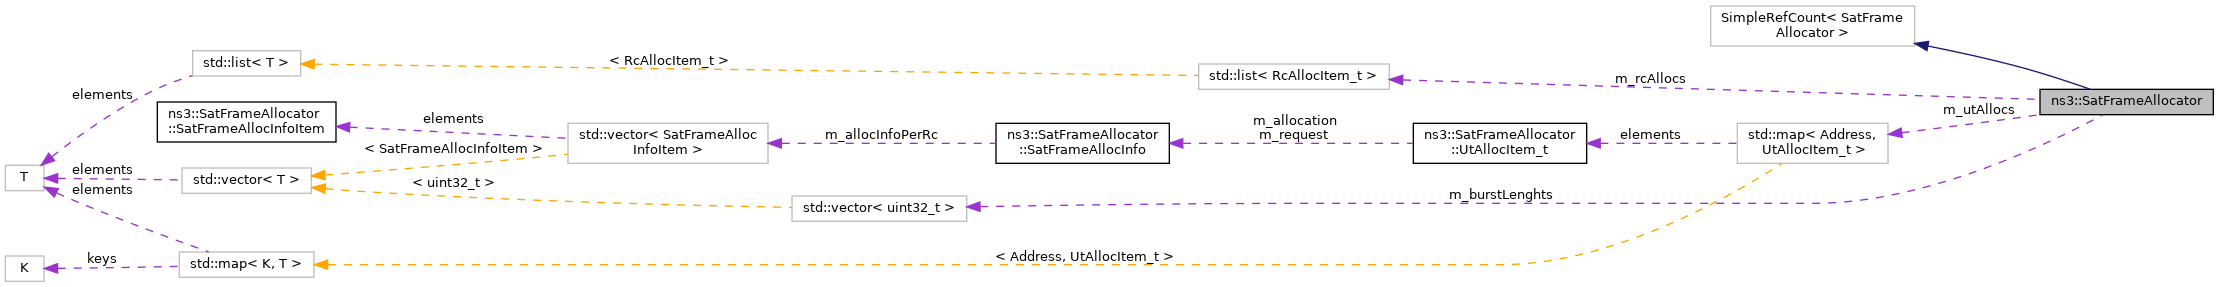 SimpleRefCount< SatFrame
Allocator >
std::list< T >
< RcAllocItem_t >
std::list< RcAllocItem_t >
m_rcAllocs
ns3::SatFrameAllocator
elements
ns3::SatFrameAllocator
::SatFrameAllocInfoItem
elements
std::vector< SatFrameAlloc
InfoItem >
m_allocInfoPerRc
ns3::SatFrameAllocator
::SatFrameAllocInfo
m_allocation
m_request
ns3::SatFrameAllocator
::UtAllocItem_t
elements
std::map< Address,
UtAllocItem_t >
m_utAllocs
< SatFrameAllocInfoItem >
T
elements
std::vector< T >
< uint32_t >
elements
std::vector< uint32_t >
m_burstLenghts
K
keys
std::map< K, T >
< Address, UtAllocItem_t >